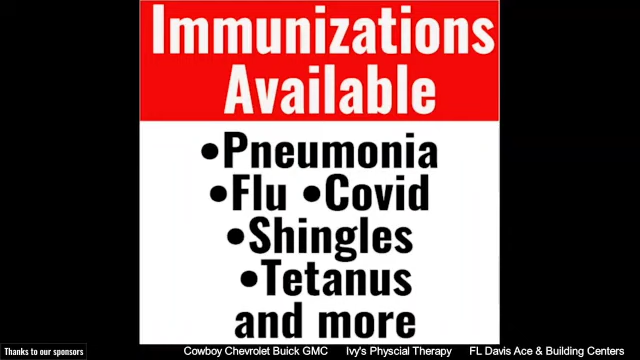 Immunizations
Available
•Pneumonia
•Flu •Covid
•Shingles
•Tetanus
and more
Thanks to our sponsors
Cowboy Chevrolet Buick GMC Ivy's Physcial Therapy FL Davis Ace & Building Centers